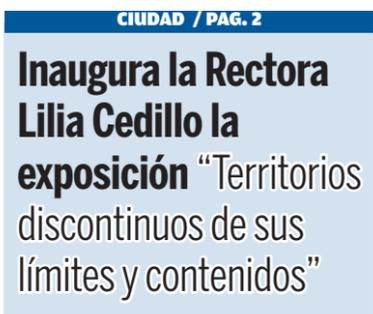 CIUDAD / PAG. 2
Inaugura la Rectora
Lilia Cedillo la
exposición “Territorios
discontinuos de sus
límites y contenidos”